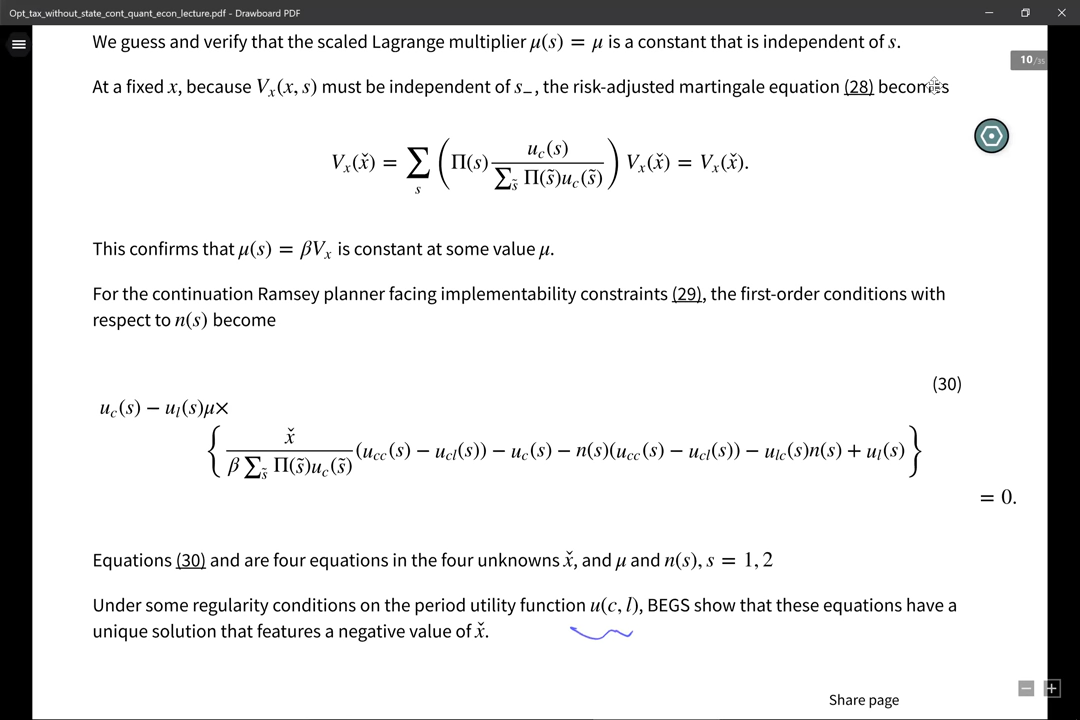 Opt_tax_without_state_cont_quant_econ_lecture.pdf - Drawboard PDF
We guess and verify that the scaled Lagrange multiplier μ(s) = μ is a constant that is independent of s.
10 /35
At a fixed x, because V_x(x, s) must be independent of s_, the risk-adjusted martingale equation (28) becomes
V_x(x̌) = ∑_s ( Π(s) u_c(s) / ∑_s̃ Π(s̃)u_c(s̃) ) V_x(x̌) = V_x(x̌).
This confirms that μ(s) = βV_x is constant at some value μ.
For the continuation Ramsey planner facing implementability constraints (29), the first-order conditions with
respect to n(s) become
(30)
u_c(s) − u_l(s)μ×
{ x̌ / β ∑_s̃ Π(s̃)u_c(s̃) (u_cc(s) − u_cl(s)) − u_c(s) − n(s)(u_cc(s) − u_cl(s)) − u_lc(s)n(s) + u_l(s) }
= 0.
Equations (30) and are four equations in the four unknowns x̌, and μ and n(s), s = 1, 2
Under some regularity conditions on the period utility function u(c, l), BEGS show that these equations have a
unique solution that features a negative value of x̌.
Share page